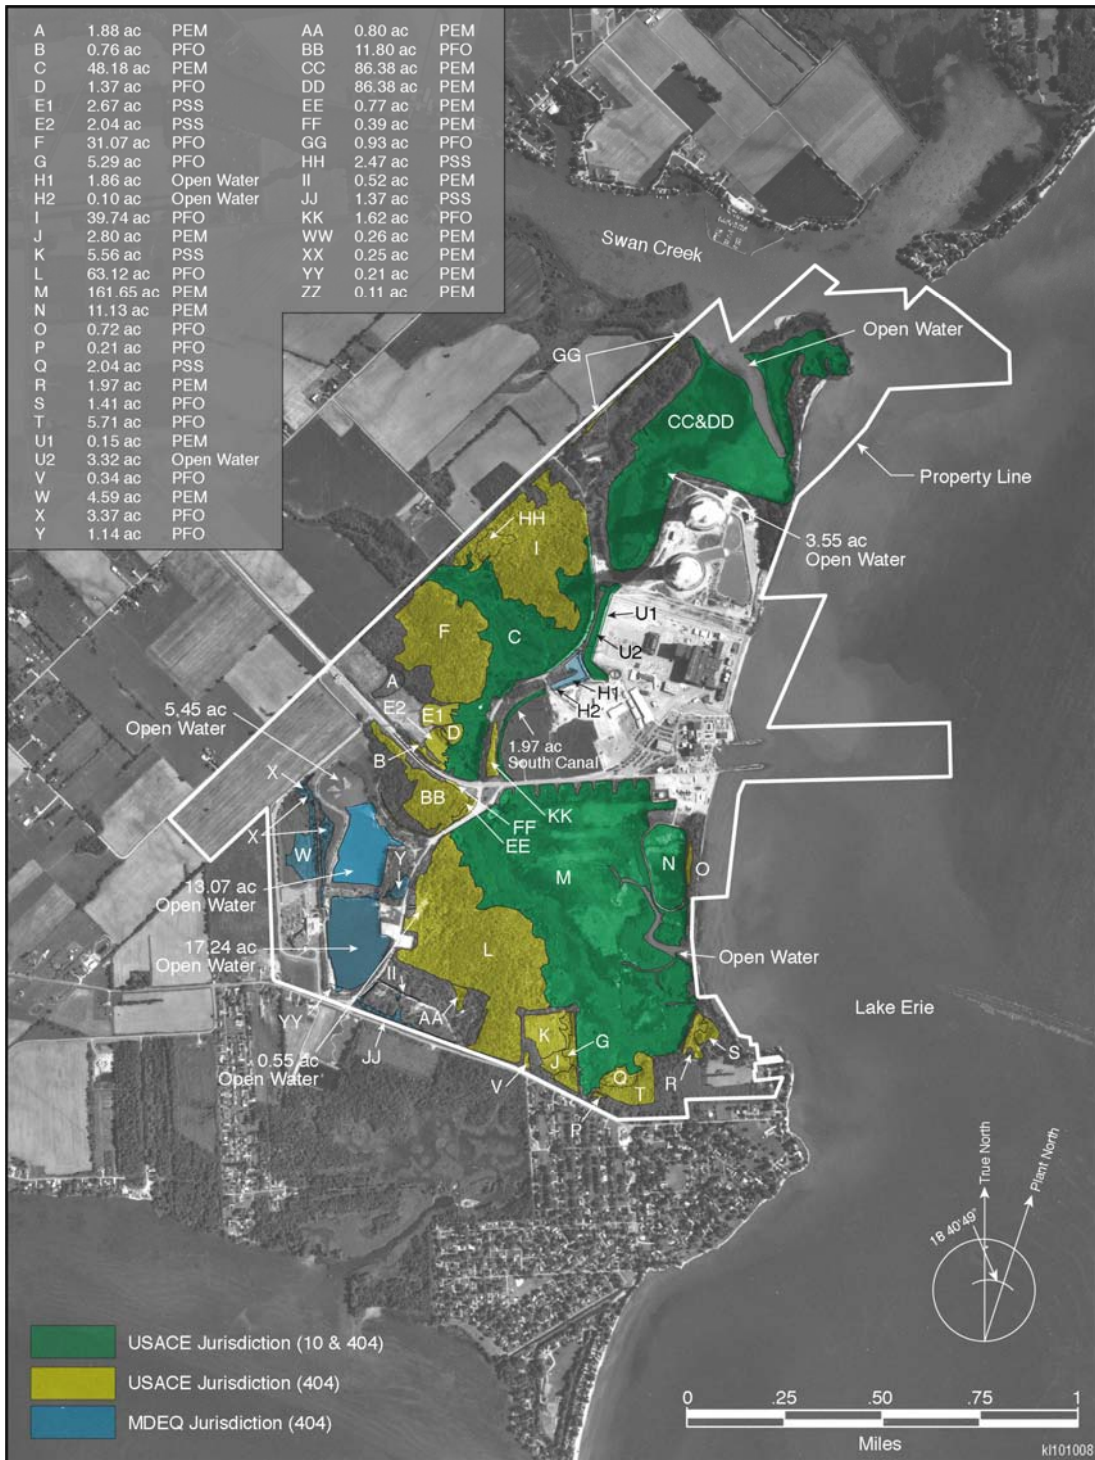 A 1.88 ac PEM
B 0.76 ac PFO
C 48.18 ac PEM
D 1.37 ac PFO
E1 2.67 ac PSS
E2 2.04 ac PSS
F 31.07 ac PFO
G 5.29 ac PFO
H1 1.86 ac Open Water
H2 0.10 ac Open Water
I 39.74 ac PFO
J 2.80 ac PEM
K 5.56 ac PSS
L 63.12 ac PFO
M 161.65 ac PEM
N 11.13 ac PEM
O 0.72 ac PFO
P 0.21 ac PFO
Q 2.04 ac PSS
R 1.97 ac PEM
S 1.41 ac PFO
T 5.71 ac PFO
U1 0.15 ac PEM
U2 3.32 ac Open Water
V 0.34 ac PFO
W 4.59 ac PEM
X 3.37 ac PFO
Y 1.14 ac PFO
AA 0.80 ac PEM
BB 11.80 ac PFO
CC 86.38 ac PEM
DD 86.38 ac PEM
EE 0.77 ac PEM
FF 0.39 ac PEM
GG 0.93 ac PFO
HH 2.47 ac PSS
II 0.52 ac PEM
JJ 1.37 ac PSS
KK 1.62 ac PFO
WW 0.26 ac PEM
XX 0.25 ac PEM
YY 0.21 ac PEM
ZZ 0.11 ac PEM
Swan Creek
Open Water
GG
CC&DD
Property Line
HH
I
3.55 ac
Open Water
U1
F
C
U2
A
H1
E2
E1
H2
5,45 ac
Open Water
D
B
1.97 ac
South Canal
X
BB
KK
FF
EE
X
W
Y
N
O
M
13.07 ac
Open Water
17,24 ac
Open Water
L
Open Water
II
AA
Lake Erie
YY
K
G
JJ
0.55 ac
Open Water
J
S
V
Q
T
R
P
True North
Plant North
18 40'49"
USACE Jurisdiction (10 & 404)
USACE Jurisdiction (404)
MDEQ Jurisdiction (404)
0 .25 .50 .75 1
Miles
kl101008